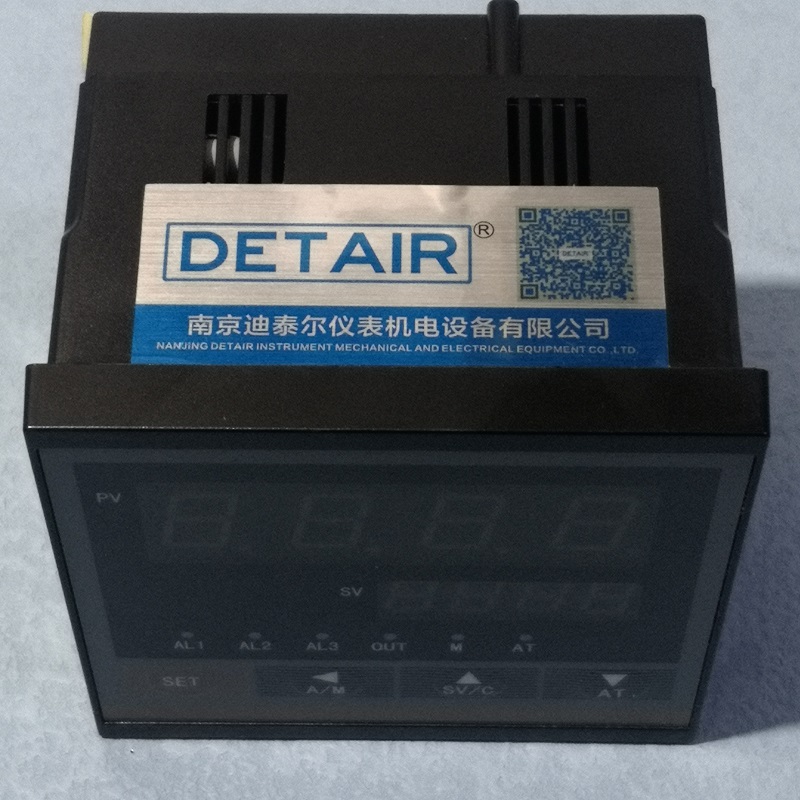 DETAIR®
DETAIR
南京迪泰尔仪表机电设备有限公司
NANJING DETAIR INSTRUMENT MECHANICAL AND ELECTRICAL EQUIPMENT CO.,LTD.
PV
SV
AL1 AL2 AL3 OUT M AT
SET A/M SV/C AT